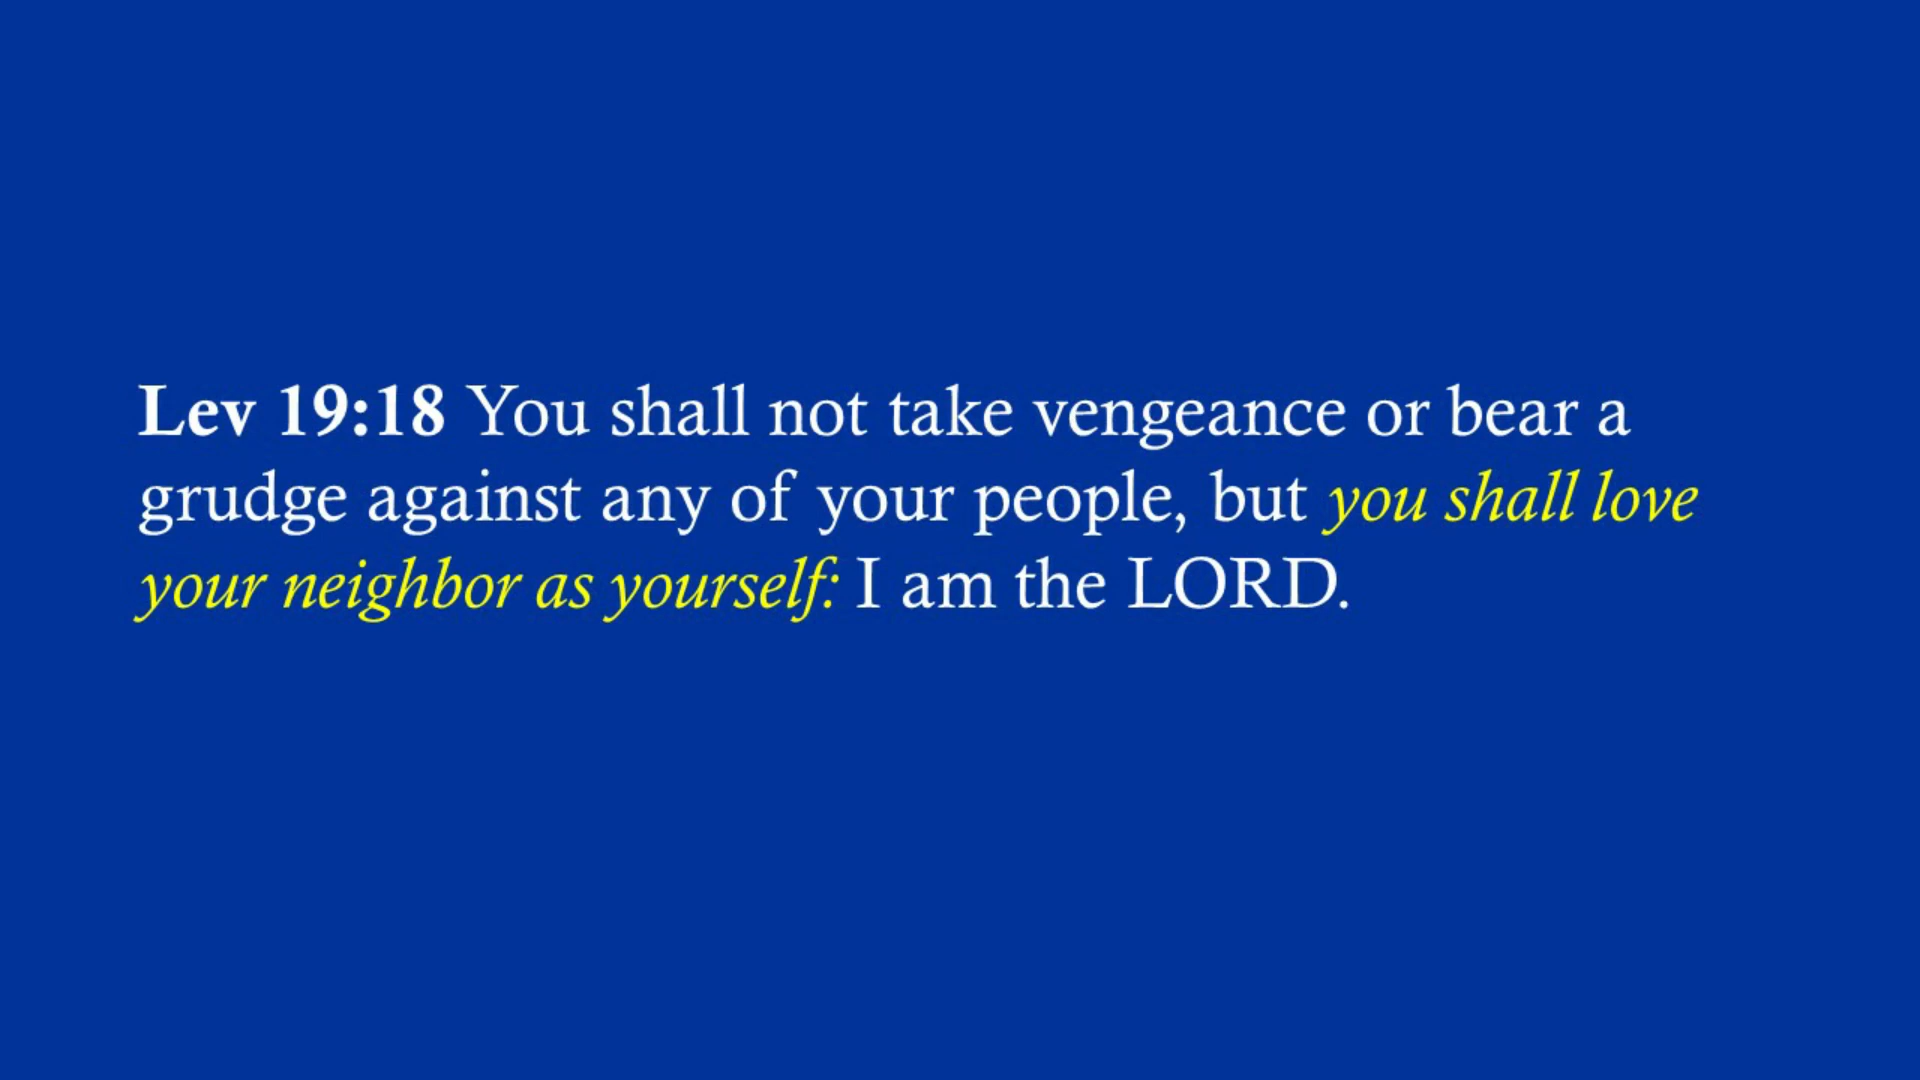 Lev 19:18 You shall not take vengeance or bear a
grudge against any of your people, but you shall love
your neighbor as yourself: I am the LORD.